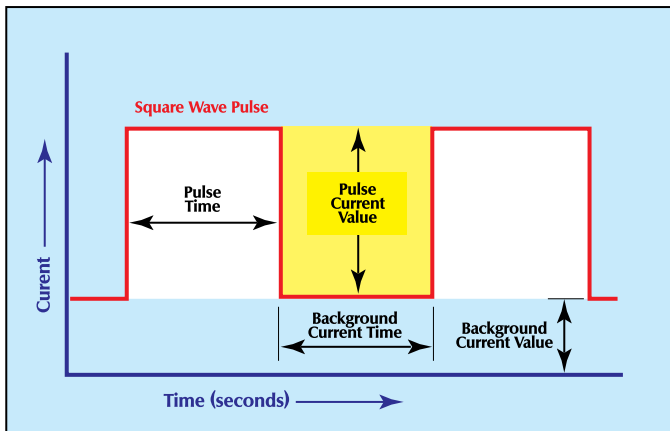 Square Wave Pulse
Pulse
Time
Pulse
Current
Value
Curent
Background
Current Time
Background
Current Value
Time (seconds)